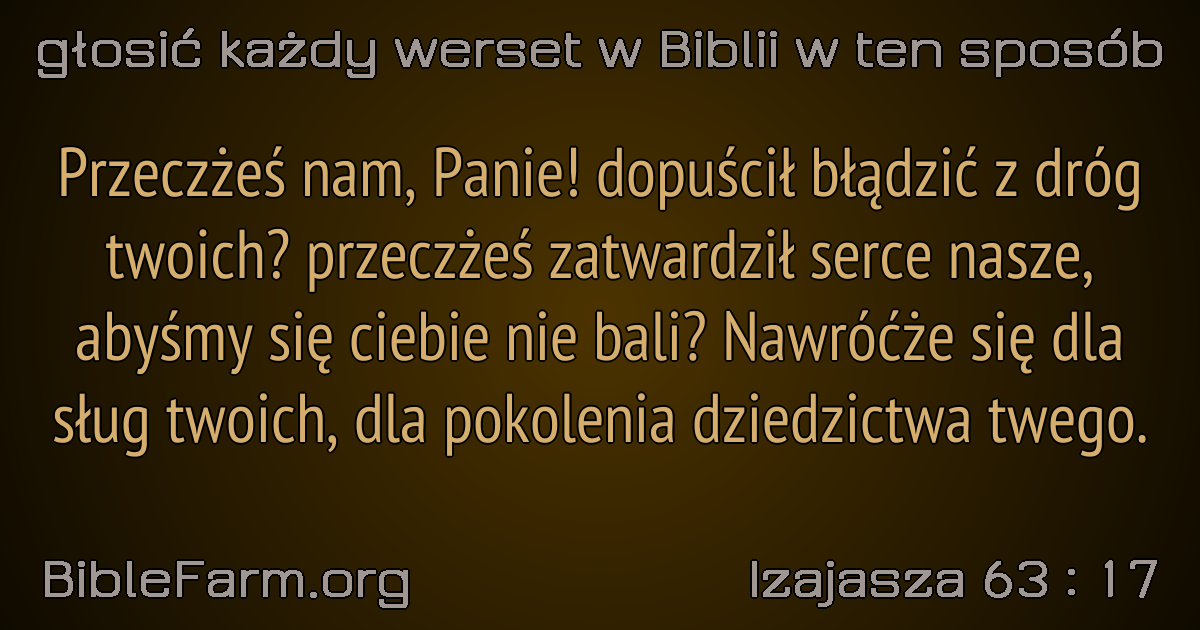 głosić każdy werset w Biblii w ten sposób
Przeczżeś nam, Panie! dopuścił błądzić z dróg
twoich? przeczżeś zatwardził serce nasze,
abyśmy się ciebie nie bali? Nawróćże się dla
sług twoich, dla pokolenia dziedzictwa twego.
BibleFarm.org
Izajasza 63 : 17